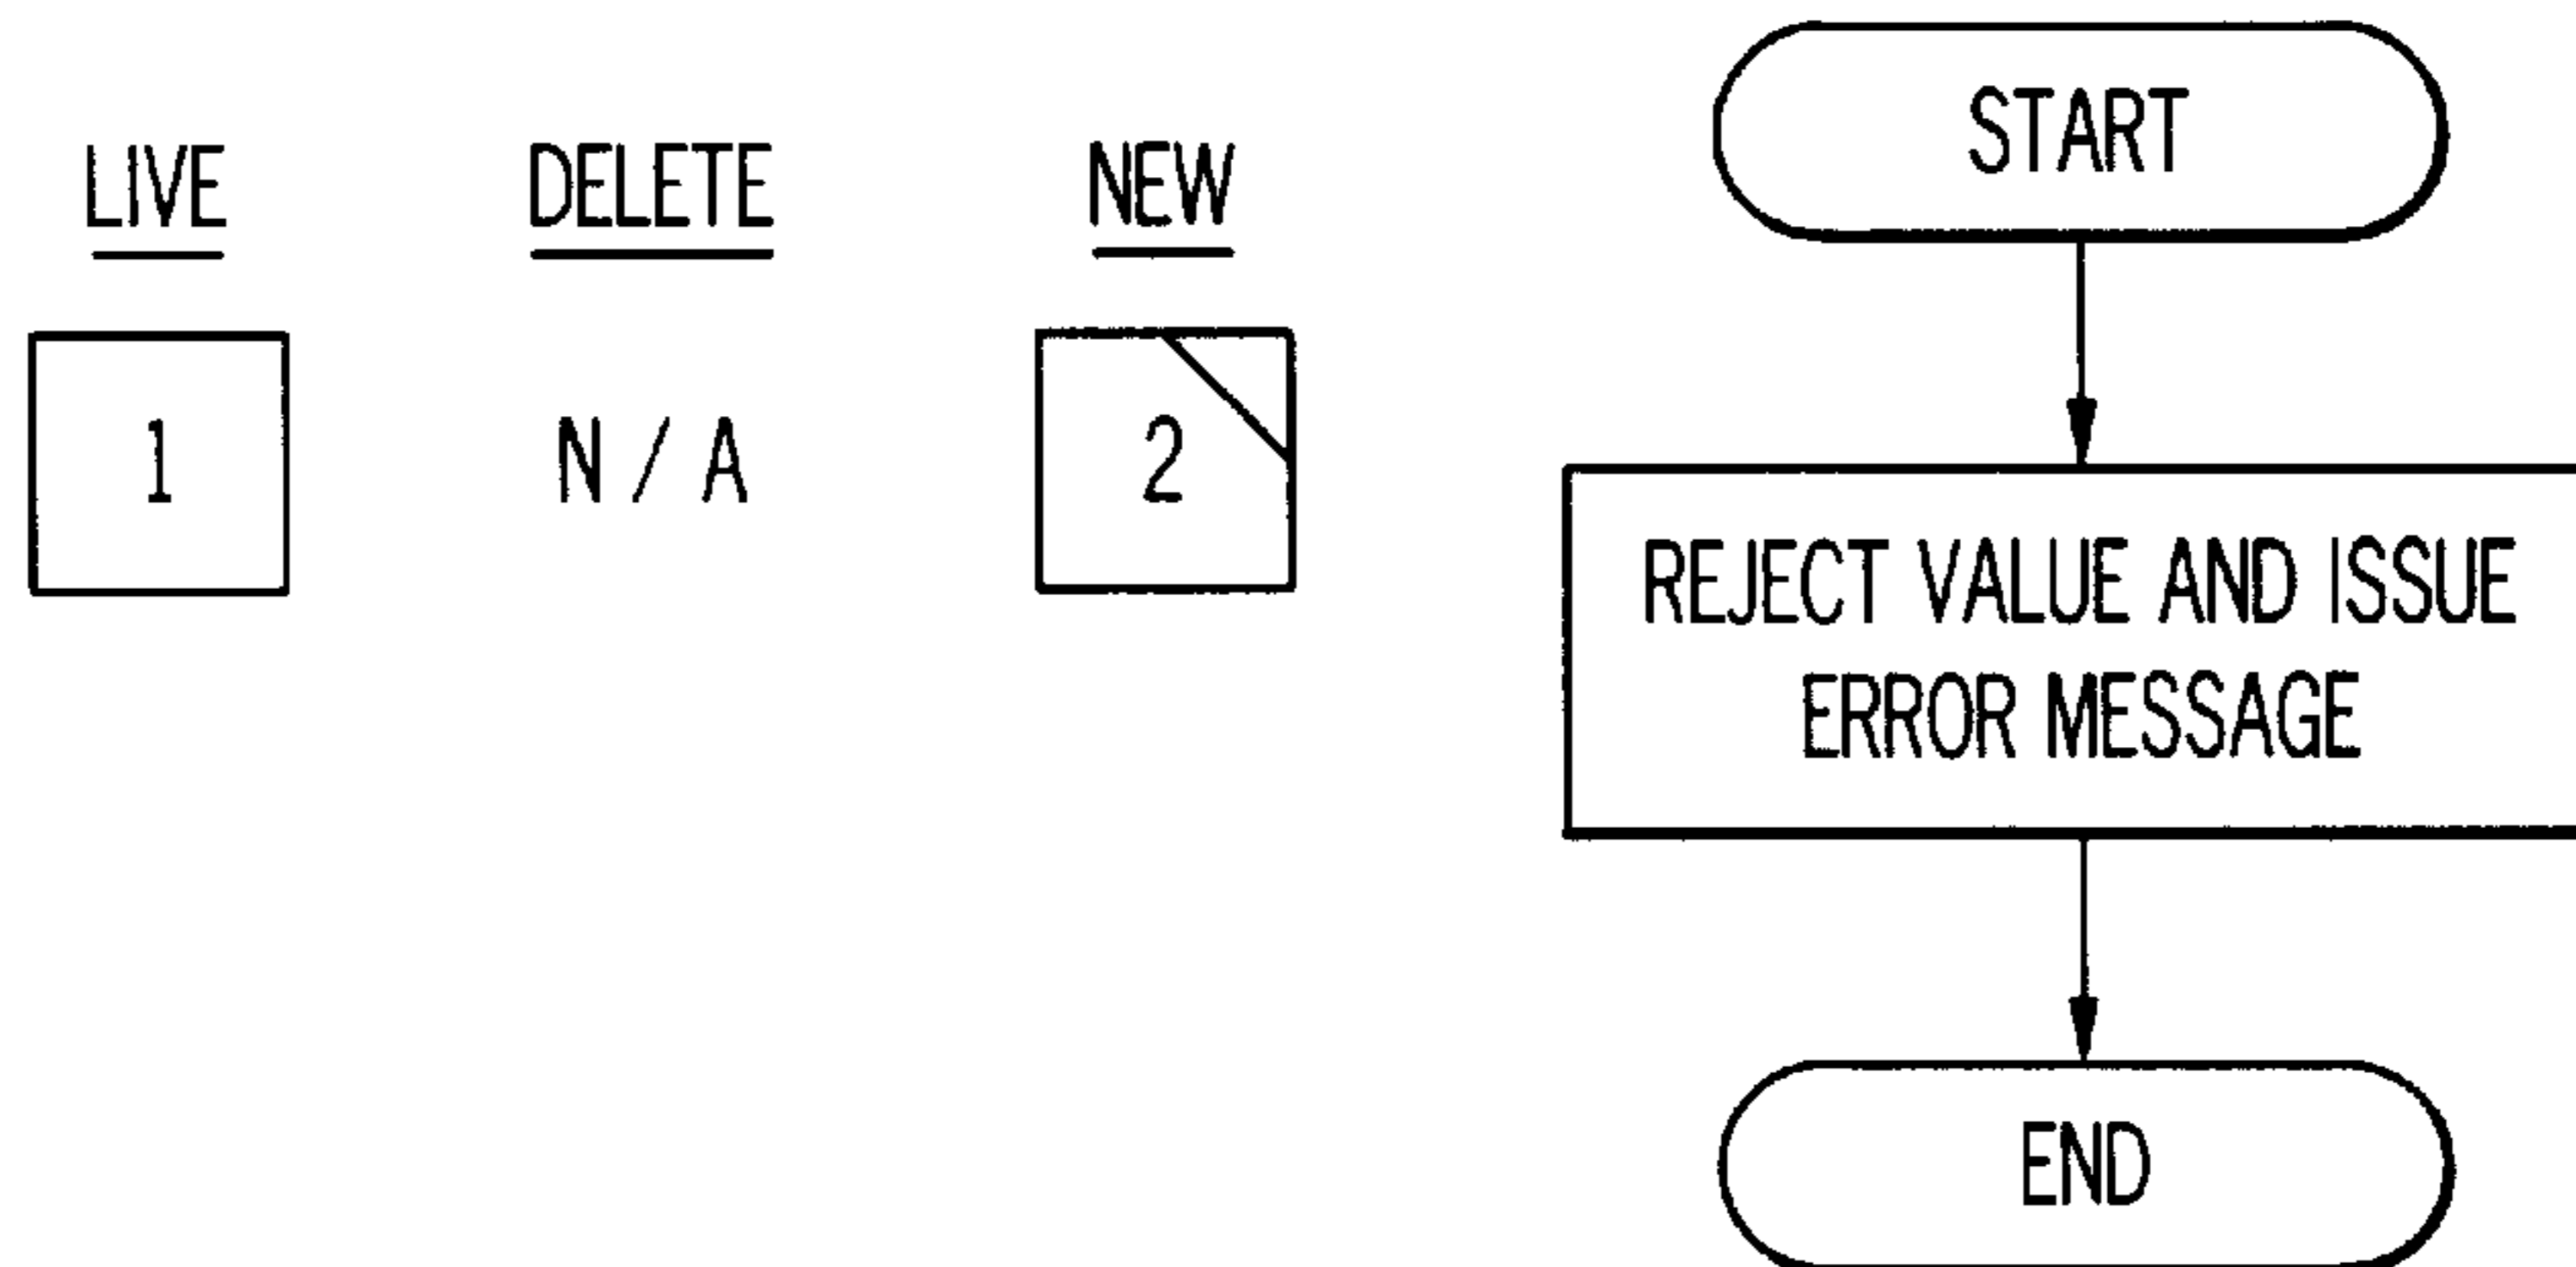 LIVE DELETE NEW
1 N / A 2
START
REJECT VALUE AND ISSUE
ERROR MESSAGE
END